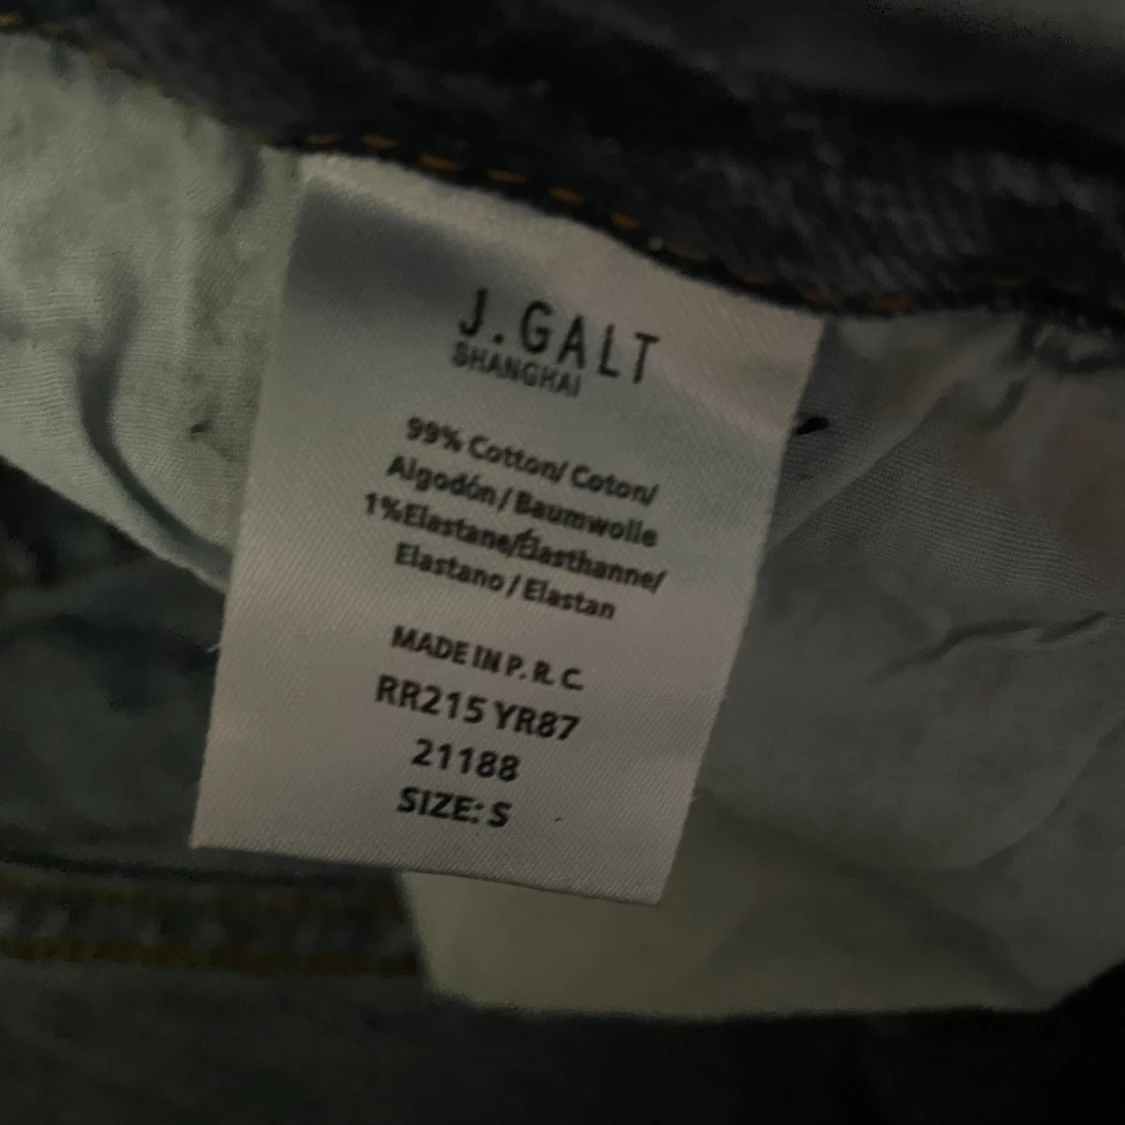 J.GALT
SHANGHAI
99% Cotton/ Coton/
Algodón / Baumwolle
1%Elastane/Élasthanne/
Elastano / Elastan
MADE IN P. R. C.
RR215 YR87
21188
SIZE: S